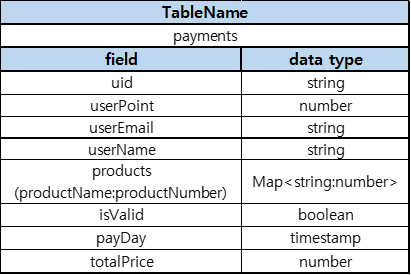 TableName
payments
field data type
uid string
userPoint number
userEmail string
userName string
products
(productName:productNumber) Map<string:number>
isValid boolean
payDay timestamp
totalPrice number